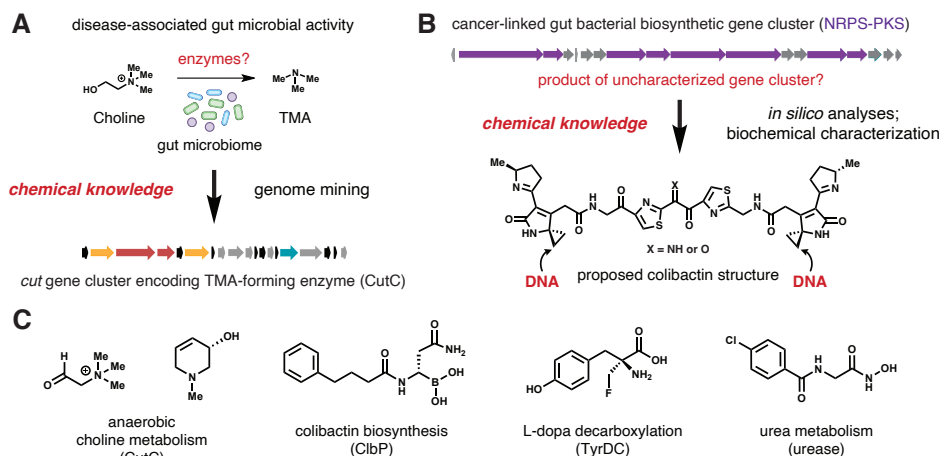 A
disease-associated gut microbial activity
enzymes?
HO
N
Me
Me
Me
Choline
Me
Me
N
Me
TMA
gut microbiome
chemical knowledge
genome mining
cut gene cluster encoding TMA-forming enzyme (CutC)
B
cancer-linked gut bacterial biosynthetic gene cluster (NRPS-PKS)
product of uncharacterized gene cluster?
chemical knowledge
in silico analyses;
biochemical characterization
Me
N
O
NH
O
H
N
O
N
S
X
O
S
N
H
N
O
Me
N
O
NH
X = NH or O
DNA
proposed colibactin structure
DNA
C
H
O
N
Me
Me
Me
OH
N
Me
anaerobic
choline metabolism
(CutC)
O
N
H
O
NH2
B
OH
OH
colibactin biosynthesis
(ClbP)
HO
O
OH
NH2
F
L-dopa decarboxylation
(TyrDC)
Cl
O
H
N
O
N
H
OH
urea metabolism
(urease)